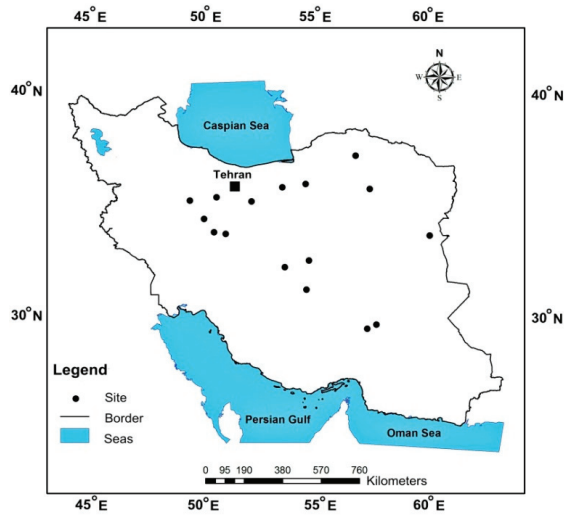 45°E 50°E 55°E 60°E
N
W E
S
40°N 40°N
Caspian Sea
Tehran
30°N 30°N
Legend
Site
Border
Seas
Persian Gulf
Oman Sea
0 95 190 380 570 760
Kilometers
45°E 50°E 55°E 60°E